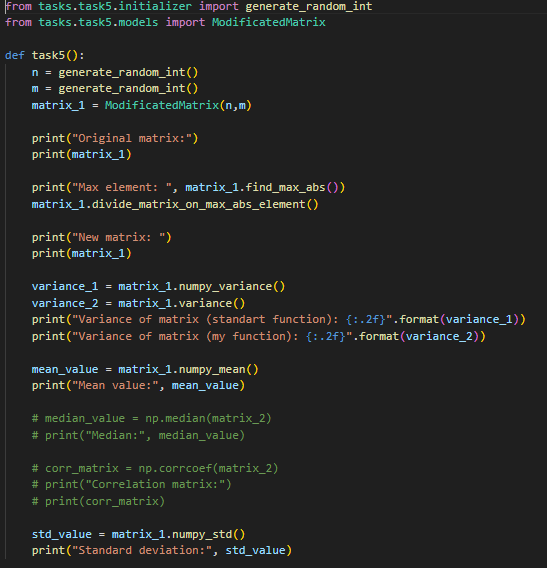 from tasks.task5.initializer import generate_random_int
from tasks.task5.models import ModificatedMatrix
def task5():
n = generate_random_int()
m = generate_random_int()
matrix_1 = ModificatedMatrix(n,m)
print("Original matrix:")
print(matrix_1)
print("Max element: ", matrix_1.find_max_abs())
matrix_1.divide_matrix_on_max_abs_element()
print("New matrix: ")
print(matrix_1)
variance_1 = matrix_1.numpy_variance()
variance_2 = matrix_1.variance()
print("Variance of matrix (standart function): {:.2f}".format(variance_1))
print("Variance of matrix (my function): {:.2f}".format(variance_2))
mean_value = matrix_1.numpy_mean()
print("Mean value:", mean_value)
# median_value = np.median(matrix_2)
# print("Median:", median_value)
# corr_matrix = np.corrcoef(matrix_2)
# print("Correlation matrix:")
# print(corr_matrix)
std_value = matrix_1.numpy_std()
print("Standard deviation:", std_value)